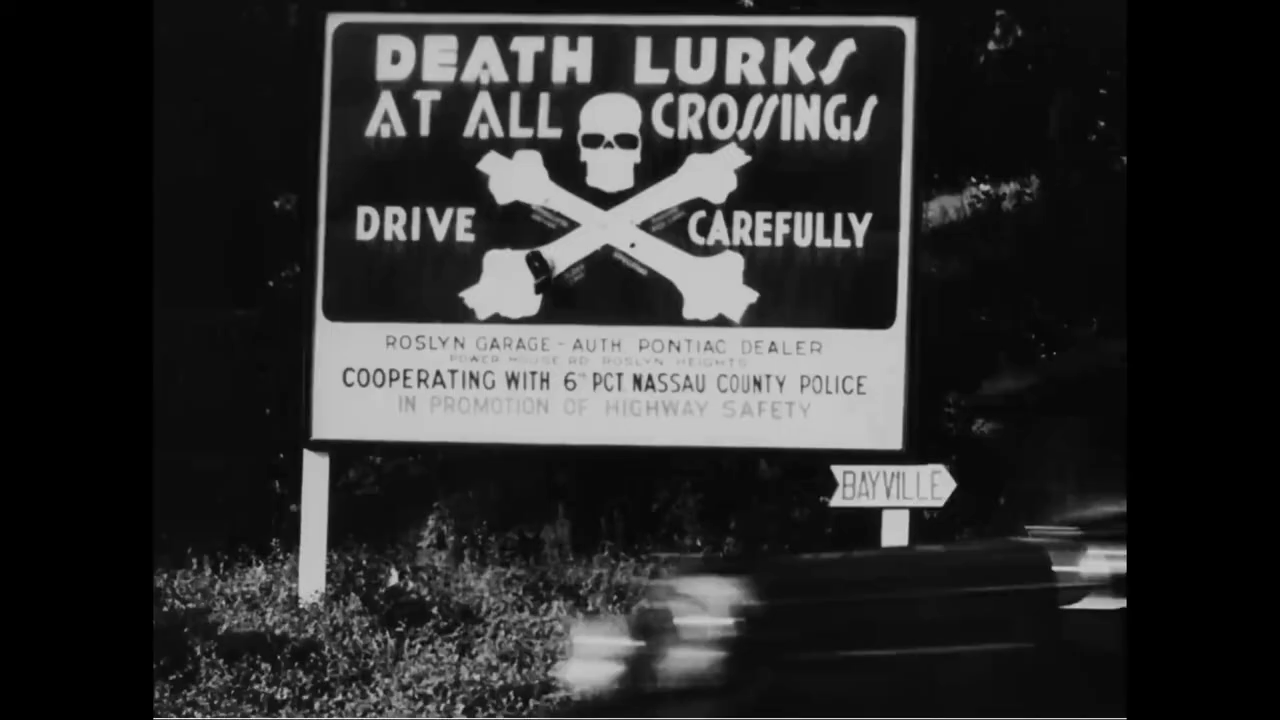 DEATH LURKS
AT ALL CROSSINGS
DRIVE CAREFULLY
ROSLYN GARAGE - AUTH PONTIAC DEALER
POWER HOUSE RD. ROSLYN HEIGHTS
COOPERATING WITH 6TH PCT. NASSAU COUNTY POLICE
IN PROMOTION OF HIGHWAY SAFETY
BAYVILLE